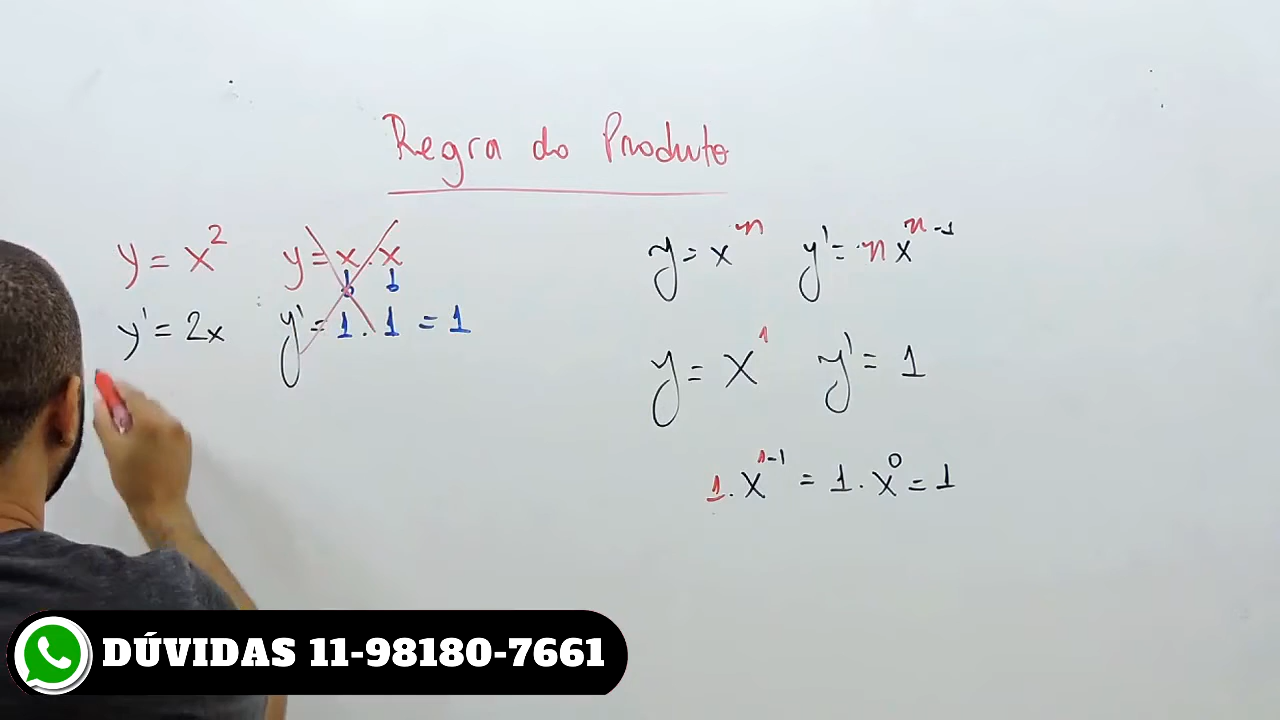 Regra do Produto
y = x² y = x . x
y' = 2x y' = 1 . 1 = 1
y = xⁿ y' = n xⁿ⁻¹
y = x¹ y' = 1
1 . x¹⁻¹ = 1 . x⁰ = 1
DÚVIDAS 11-98180-7661